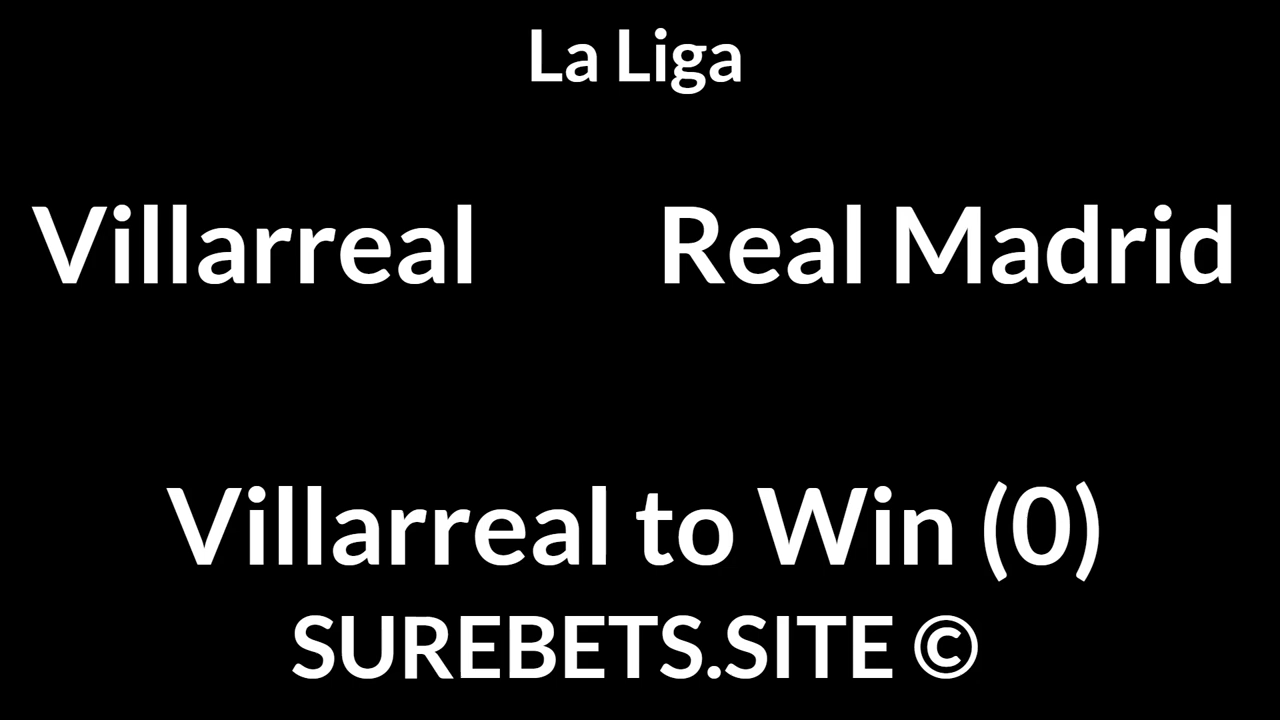 La Liga
Villarreal Real Madrid
Villarreal to Win (0)
SUREBETS.SITE ©